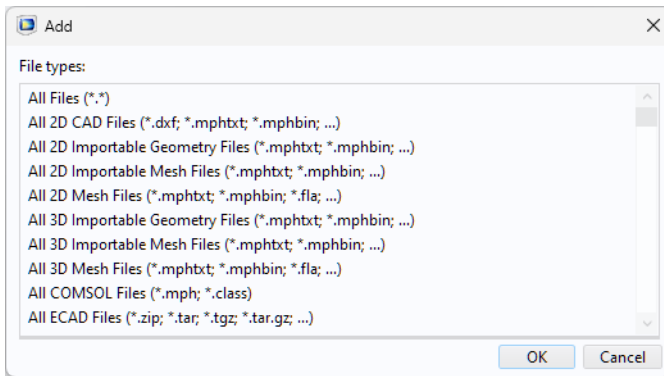 Add
File types:
All Files (*.*)
All 2D CAD Files (*.dxf; *.mphtxt; *.mphbin; ...)
All 2D Importable Geometry Files (*.mphtxt; *.mphbin; ...)
All 2D Importable Mesh Files (*.mphtxt; *.mphbin; ...)
All 2D Mesh Files (*.mphtxt; *.mphbin; *.fla; ...)
All 3D Importable Geometry Files (*.mphtxt; *.mphbin; ...)
All 3D Importable Mesh Files (*.mphtxt; *.mphbin; ...)
All 3D Mesh Files (*.mphtxt; *.mphbin; *.fla; ...)
All COMSOL Files (*.mph; *.class)
All ECAD Files (*.zip; *.tar; *.tgz; *.tar.gz; ...)
OK Cancel